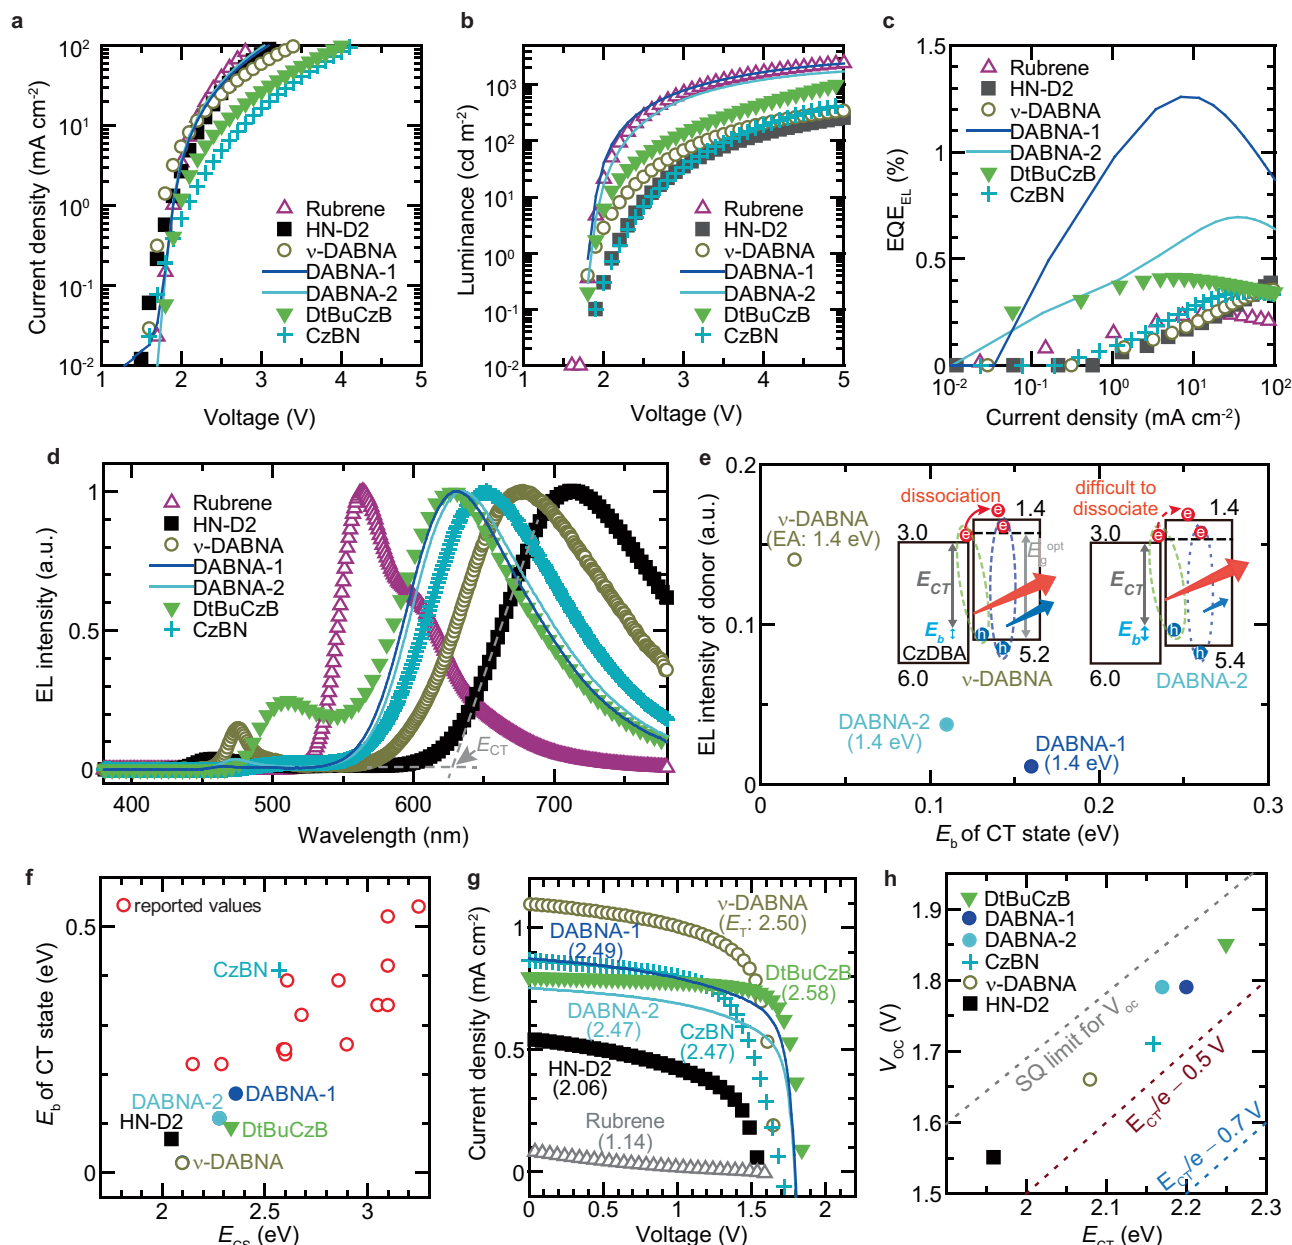 a
10²
10¹
10⁰
10⁻¹
10⁻²
Current density (mA cm⁻²)
Rubrene
HN-D2
ν-DABNA
DABNA-1
DABNA-2
DtBuCzB
CzBN
1 2 3 4 5
Voltage (V)
b
10³
10²
10¹
10⁰
10⁻¹
10⁻²
Luminance (cd m⁻²)
Rubrene
HN-D2
ν-DABNA
DABNA-1
DABNA-2
DtBuCzB
CzBN
1 2 3 4 5
Voltage (V)
c
1.5
1
0.5
0
EQE_EL (%)
Rubrene
HN-D2
ν-DABNA
DABNA-1
DABNA-2
DtBuCzB
CzBN
10⁻² 10⁻¹ 10⁰ 10¹ 10²
Current density (mA cm⁻²)
d
1
0.5
0
EL intensity (a.u.)
Rubrene
HN-D2
ν-DABNA
DABNA-1
DABNA-2
DtBuCzB
CzBN
E_CT
400 500 600 700
Wavelength (nm)
e
0.2
0.1
0
EL intensity of donor (a.u.)
ν-DABNA
(EA: 1.4 eV)
dissociation
e
1.4
3.0
e
e
E_g^opt
E_CT
E_b
h
h
CzDBA
5.2
6.0
ν-DABNA
difficult to
dissociate
e
1.4
3.0
e
e
E_CT
E_b
h
h
5.4
6.0
DABNA-2
DABNA-2
(1.4 eV)
DABNA-1
(1.4 eV)
0 0.1 0.2 0.3
E_b of CT state (eV)
f
0.5
0
E_b of CT state (eV)
reported values
CzBN
DABNA-2
DABNA-1
HN-D2
DtBuCzB
ν-DABNA
2 2.5 3
E_CS (eV)
g
1
0.5
0
Current density (mA cm⁻²)
ν-DABNA
(E_T: 2.50)
DABNA-1
(2.49)
DtBuCzB
(2.58)
DABNA-2
(2.47)
CzBN
(2.47)
HN-D2
(2.06)
Rubrene
(1.14)
0 0.5 1 1.5 2
Voltage (V)
h
1.9
1.8
1.7
1.6
1.5
V_OC (V)
DtBuCzB
DABNA-1
DABNA-2
CzBN
ν-DABNA
HN-D2
SQ limit for V_oc
E_CT/e − 0.5 V
E_CT/e − 0.7 V
2 2.1 2.2 2.3
E_CT (eV)